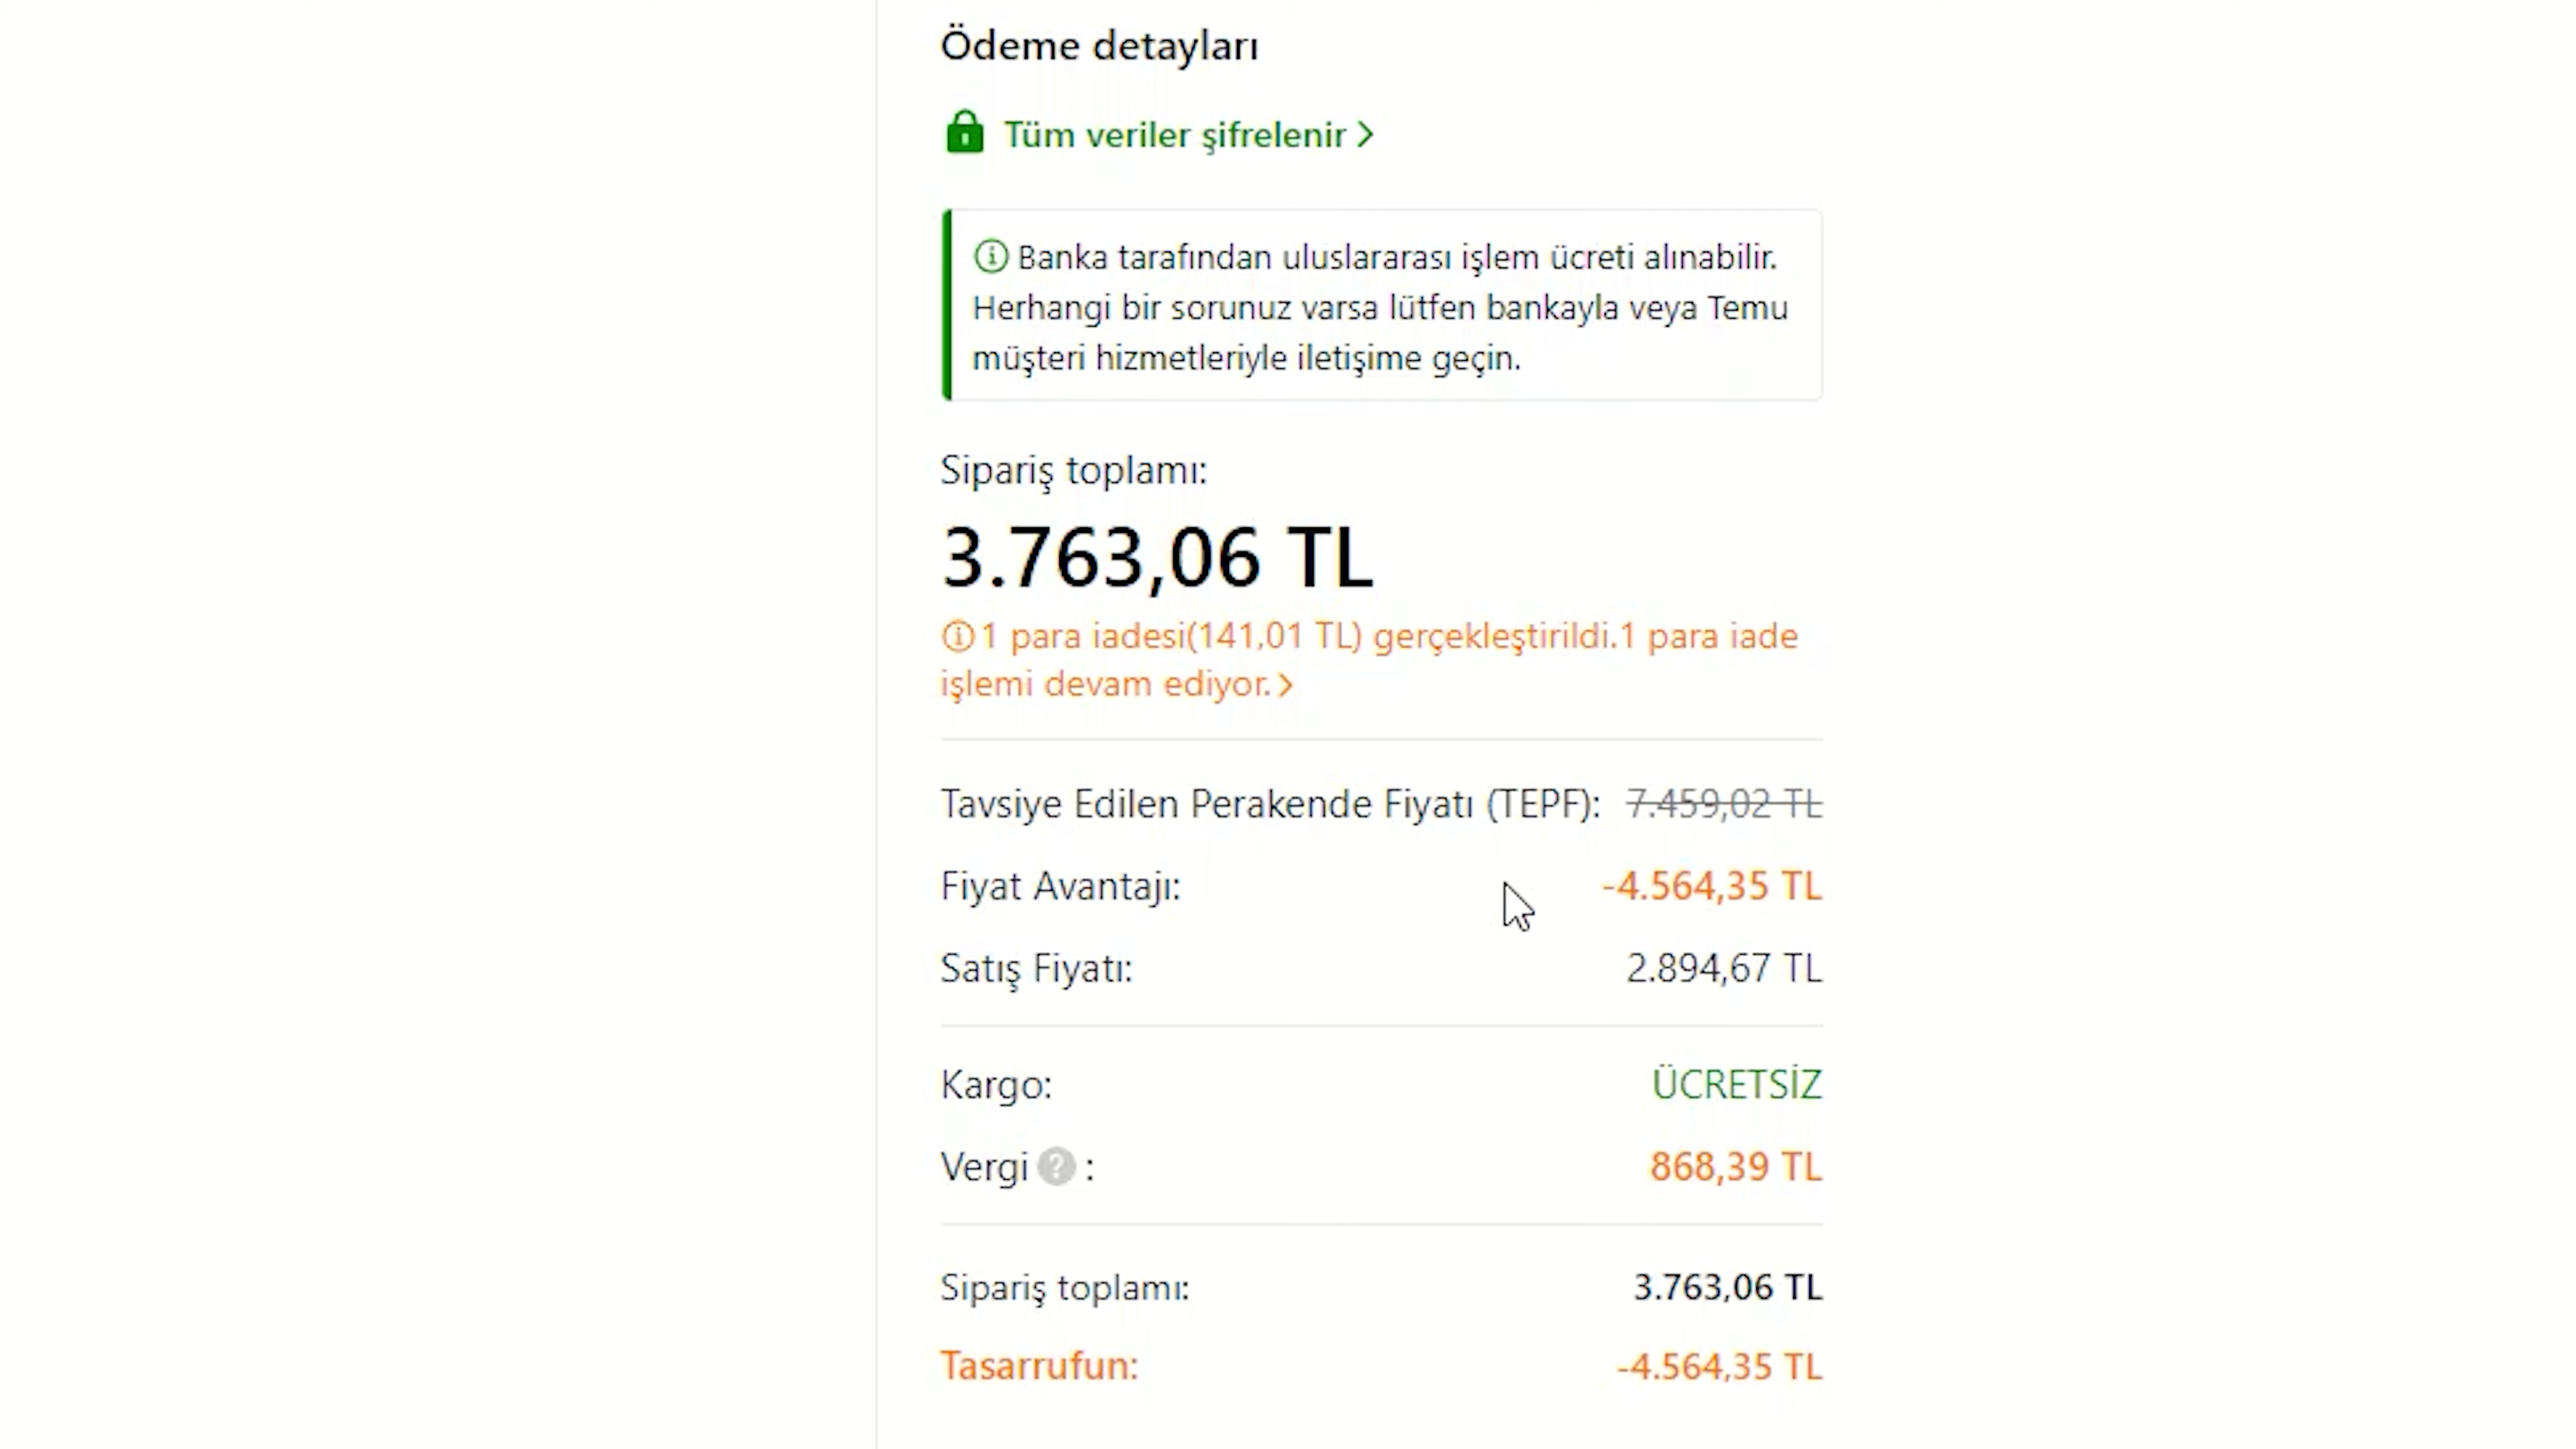 Ödeme detayları
Tüm veriler şifrelenir
Banka tarafından uluslararası işlem ücreti alınabilir.
Herhangi bir sorunuz varsa lütfen bankayla veya Temu
müşteri hizmetleriyle iletişime geçin.
Sipariş toplamı:
3.763,06 TL
1 para iadesi(141,01 TL) gerçekleştirildi.1 para iade
işlemi devam ediyor.
Tavsiye Edilen Perakende Fiyatı (TEPF): 7.459,02 TL
Fiyat Avantajı: -4.564,35 TL
Satış Fiyatı: 2.894,67 TL
Kargo: ÜCRETSİZ
Vergi ? : 868,39 TL
Sipariş toplamı: 3.763,06 TL
Tasarrufun: -4.564,35 TL